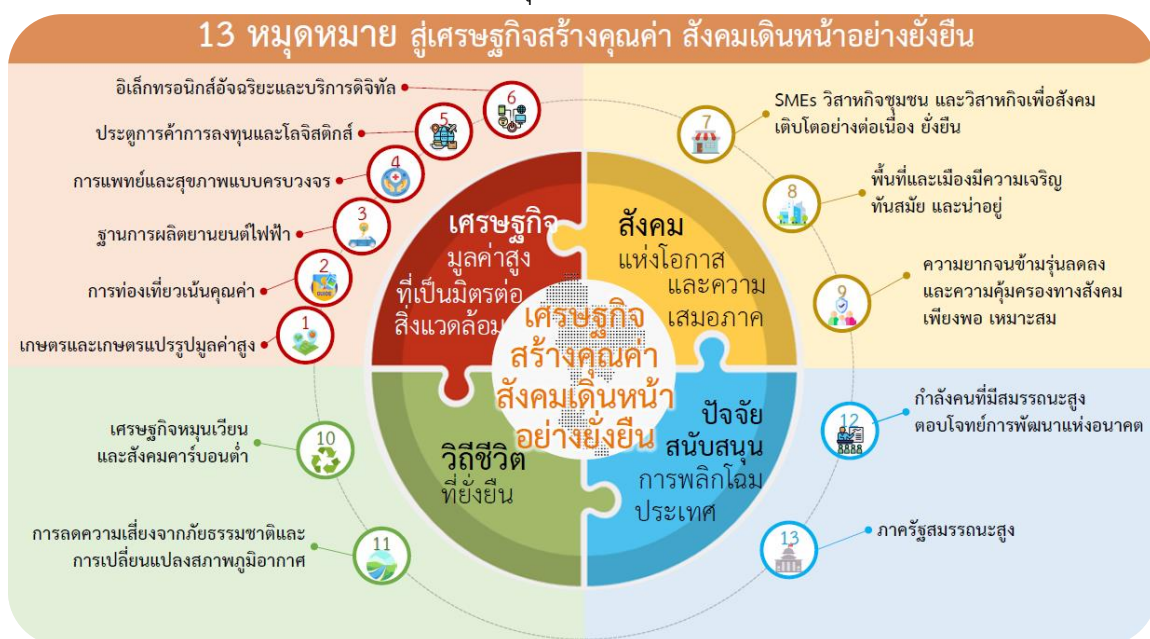 13 หมุดหมาย สู่เศรษฐกิจสร้างคุณค่า สังคมเดินหน้าอย่างยั่งยืน
อิเล็กทรอนิกส์อัจฉริยะและบริการดิจิทัล
6
ประตูการค้าการลงทุนและโลจิสติกส์
5
การแพทย์และสุขภาพแบบครบวงจร
4
ฐานการผลิตยานยนต์ไฟฟ้า
3
การท่องเที่ยวเน้นคุณค่า
2
GUIDE
เกษตรและเกษตรแปรรูปมูลค่าสูง
1
7
SMEs วิสาหกิจชุมชน และวิสาหกิจเพื่อสังคม
เติบโตอย่างต่อเนื่อง ยั่งยืน
8
พื้นที่และเมืองมีความเจริญ
ทันสมัย และน่าอยู่
9
ความยากจนข้ามรุ่นลดลง
และความคุ้มครองทางสังคม
เพียงพอ เหมาะสม
เศรษฐกิจ
มูลค่าสูง
ที่เป็นมิตรต่อ
สิ่งแวดล้อม
สังคม
แห่งโอกาส
และความ
เสมอภาค
เศรษฐกิจ
สร้างคุณค่า
สังคมเดินหน้า
อย่างยั่งยืน
วิถีชีวิต
ที่ยั่งยืน
ปัจจัย
สนับสนุน
การพลิกโฉม
ประเทศ
เศรษฐกิจหมุนเวียน
และสังคมคาร์บอนต่ำ
10
การลดความเสี่ยงจากภัยธรรมชาติและ
การเปลี่ยนแปลงสภาพภูมิอากาศ
11
12
กำลังคนที่มีสมรรถนะสูง
ตอบโจทย์การพัฒนาแห่งอนาคต
13
ภาครัฐสมรรถนะสูง